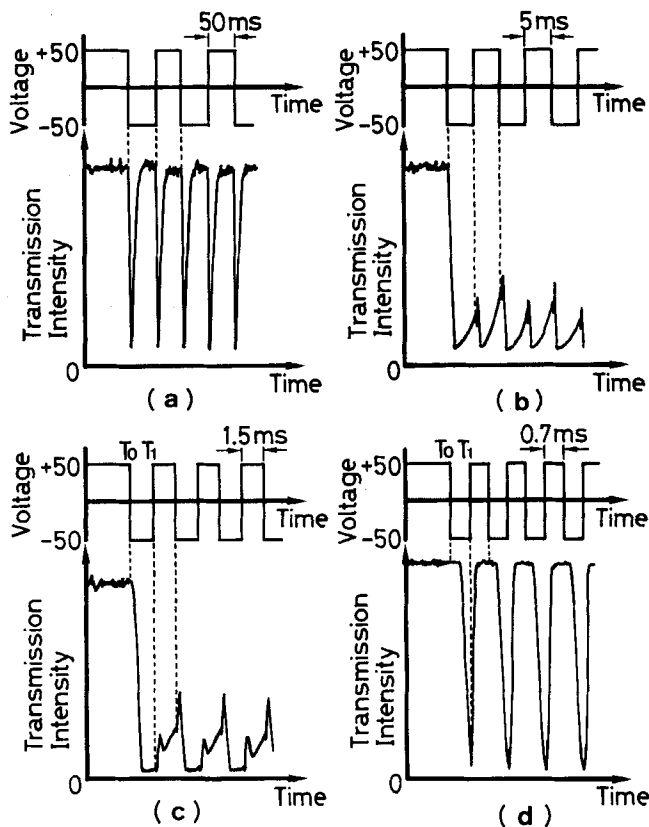 50ms
+50
Voltage
Time
-50
Transmission
Intensity
0
Time
(a)
5ms
+50
Voltage
Time
-50
Transmission
Intensity
0
Time
(b)
T0 T1
1.5ms
+50
Voltage
Time
-50
Transmission
Intensity
0
Time
(c)
T0 T1
0.7ms
+50
Voltage
Time
-50
Transmission
Intensity
0
Time
(d)